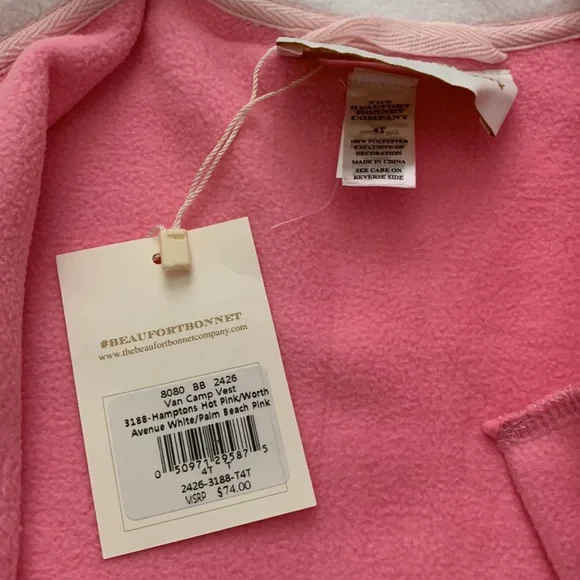 THE
BEAUFORT
BONNET
COMPANY
4T
100% POLYESTER
EXCLUSIVE OF
DECORATION
MADE IN CHINA
SEE CARE ON
REVERSE SIDE
#BEAUFORTBONNET
www.thebeaufortbonnetcompany.com
8080 BB 2426
Van Camp Vest
3188-Hamptons Hot Pink/Worth
Avenue White/Palm Beach Pink
0 50971 29587 5
4T T
2426-3188-T4T
MSRP $74.00